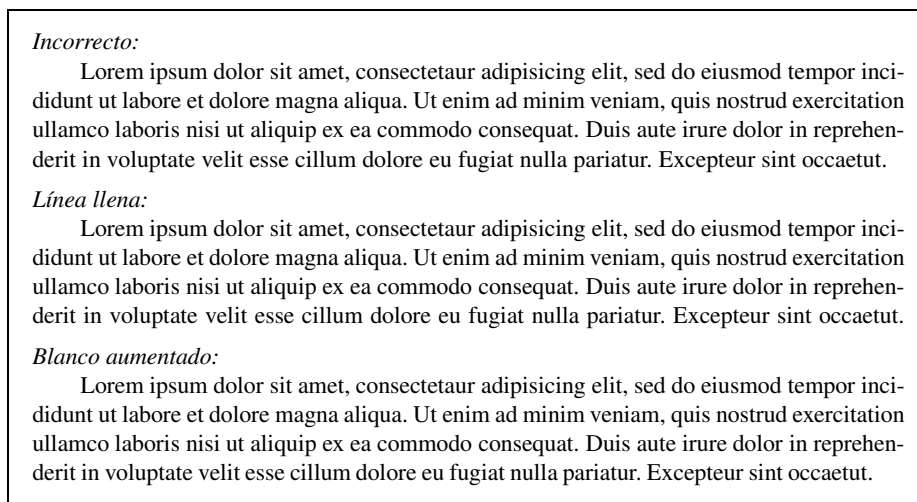 Incorrecto:
Lorem ipsum dolor sit amet, consectetaur adipisicing elit, sed do eiusmod tempor inci-
didunt ut labore et dolore magna aliqua. Ut enim ad minim veniam, quis nostrud exercitation
ullamco laboris nisi ut aliquip ex ea commodo consequat. Duis aute irure dolor in reprehen-
derit in voluptate velit esse cillum dolore eu fugiat nulla pariatur. Excepteur sint occaetut.
Línea llena:
Lorem ipsum dolor sit amet, consectetaur adipisicing elit, sed do eiusmod tempor inci-
didunt ut labore et dolore magna aliqua. Ut enim ad minim veniam, quis nostrud exercitation
ullamco laboris nisi ut aliquip ex ea commodo consequat. Duis aute irure dolor in reprehen-
derit in voluptate velit esse cillum dolore eu fugiat nulla pariatur. Excepteur sint occaetut.
Blanco aumentado:
Lorem ipsum dolor sit amet, consectetaur adipisicing elit, sed do eiusmod tempor inci-
didunt ut labore et dolore magna aliqua. Ut enim ad minim veniam, quis nostrud exercitation
ullamco laboris nisi ut aliquip ex ea commodo consequat. Duis aute irure dolor in reprehen-
derit in voluptate velit esse cillum dolore eu fugiat nulla pariatur. Excepteur sint occaetut.